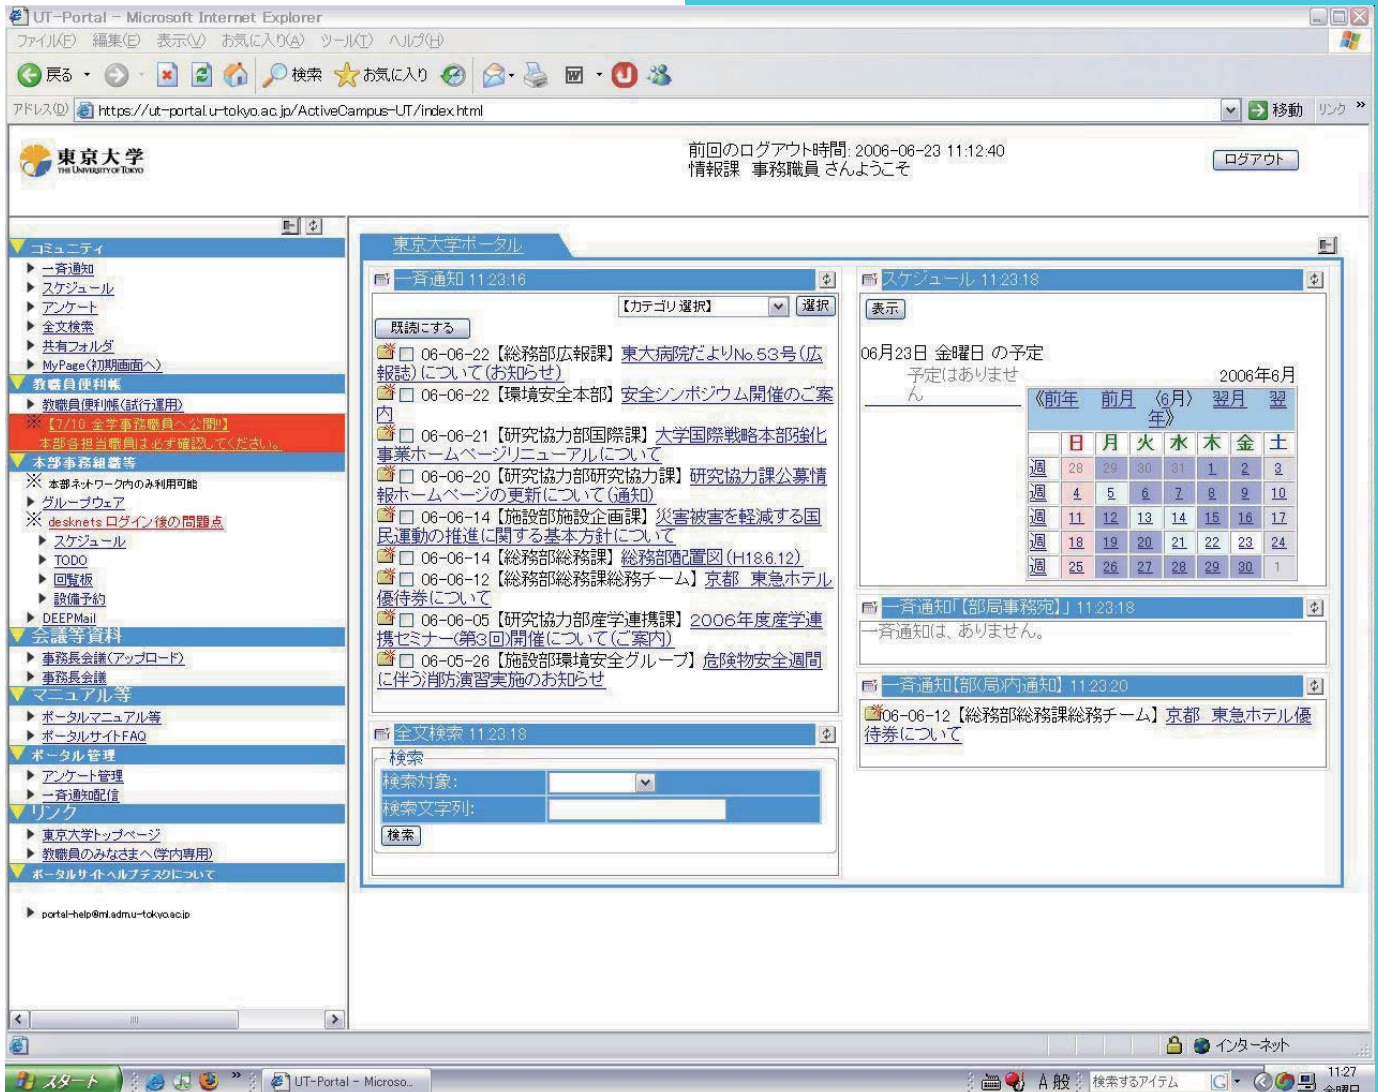 UT-Portal - Microsoft Internet Explorer
ファイル(F) 編集(E) 表示(V) お気に入り(A) ツール(T) ヘルプ(H)
戻る 検索 お気に入り
アドレス(D) https://ut-portal.u-tokyo.ac.jp/ActiveCampus-UT/index.html 移動 リンク »
東京大学
THE UNIVERSITY OF TOKYO
前回のログアウト時間: 2006-06-23 11:12:40
情報課 事務職員 さんようこそ
ログアウト
コミュニティ
一斉通知
スケジュール
アンケート
全文検索
共有フォルダ
MyPage(初期画面へ)
教職員便利帳
教職員便利帳(試行運用)
※【7/10 全学事務職員へ公開!!】
本部各担当職員は必ず確認してください。
本部事務組織等
※ 本部ネットワーク内のみ利用可能
グループウェア
※ desknets ログイン後の問題点
スケジュール
TODO
回覧板
設備予約
DEEPMail
会議等資料
事務長会議(アップロード)
事務長会議
マニュアル等
ポータルマニュアル等
ポータルサイトFAQ
ポータル管理
アンケート管理
一斉通知配信
リンク
東京大学トップページ
教職員のみなさまへ(学内専用)
ポータルサイトヘルプデスクについて
portal-help@ml.adm.u-tokyo.ac.jp
東京大学ポータル
一斉通知 11:23:16
【カテゴリ選択】 選択
既読にする
06-06-22【総務部広報課】東大病院だよりNo.53号(広
報誌)について(お知らせ)
06-06-22【環境安全本部】安全シンポジウム開催のご案
内
06-06-21【研究協力部国際課】大学国際戦略本部強化
事業ホームページリニューアルについて
06-06-20【研究協力部研究協力課】研究協力課公募情
報ホームページの更新について(通知)
06-06-14【施設部施設企画課】災害被害を軽減する国
民運動の推進に関する基本方針について
06-06-14【総務部総務課】総務部配置図(H18.6.12)
06-06-12【総務部総務課総務チーム】京都 東急ホテル
優待券について
06-06-05【研究協力部産学連携課】2006年度産学連
携セミナー(第3回)開催について(ご案内)
06-05-26【施設部環境安全グループ】危険物安全週間
に伴う消防演習実施のお知らせ
全文検索 11:23:18
検索
検索対象:
検索文字列:
検索
スケジュール 11:23:18
表示
06月23日 金曜日 の予定
予定はありませ
ん
2006年6月
《前年 前月 〈6月〉 翌月 翌
年》
日 月 火 水 木 金 土
週 28 29 30 31 1 2 3
週 4 5 6 7 8 9 10
週 11 12 13 14 15 16 17
週 18 19 20 21 22 23 24
週 25 26 27 28 29 30 1
一斉通知「【部局事務宛】」 11:23:18
一斉通知は、ありません。
一斉通知【部(局)内通知】 11:23:20
06-06-12【総務部総務課総務チーム】京都 東急ホテル優
待券について
インターネット
スタート » UT-Portal - Microso... A 般 検索するアイテム 11:27
金曜日